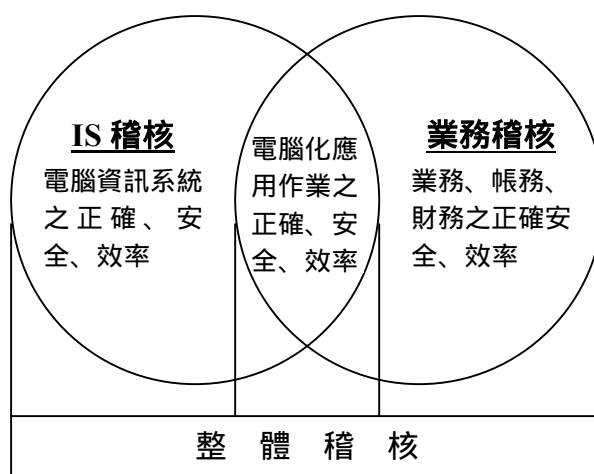 IS 稽核
電腦資訊系統
之正確、安
全、效率
電腦化應
用作業之
正確、安
全、效率
業務稽核
業務、帳務、
財務之正確安
全、效率
整體稽核